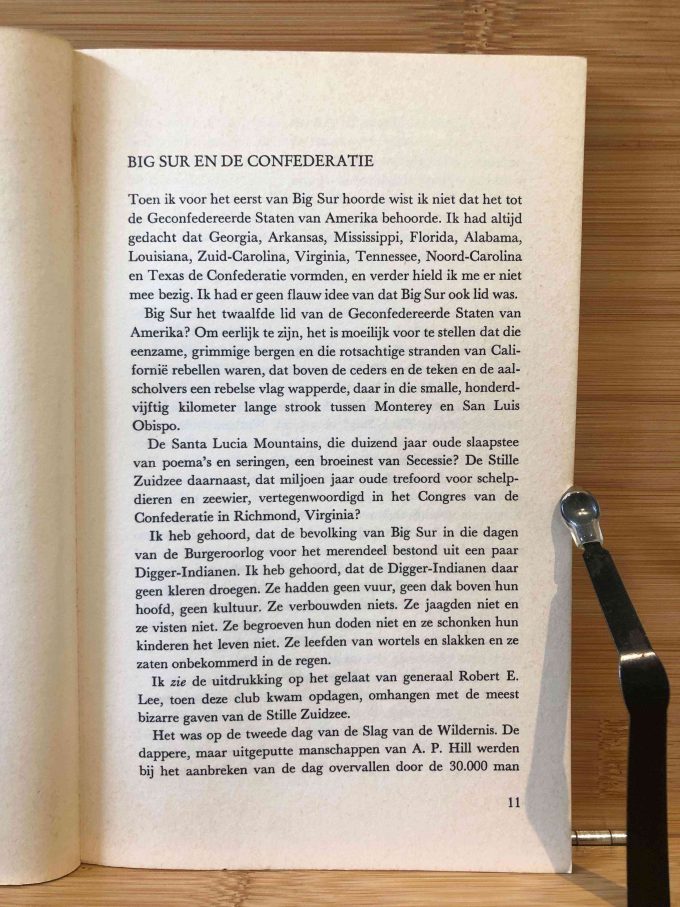 BIG SUR EN DE CONFEDERATIE
Toen ik voor het eerst van Big Sur hoorde wist ik niet dat het tot
de Geconfedereerde Staten van Amerika behoorde. Ik had altijd
gedacht dat Georgia, Arkansas, Mississippi, Florida, Alabama,
Louisiana, Zuid-Carolina, Virginia, Tennessee, Noord-Carolina
en Texas de Confederatie vormden, en verder hield ik me er niet
mee bezig. Ik had er geen flauw idee van dat Big Sur ook lid was.
Big Sur het twaalfde lid van de Geconfedereerde Staten van
Amerika? Om eerlijk te zijn, het is moeilijk voor te stellen dat die
eenzame, grimmige bergen en die rotsachtige stranden van Cali-
fornië rebellen waren, dat boven de ceders en de teken en de aal-
scholvers een rebelse vlag wapperde, daar in die smalle, honderd-
vijftig kilometer lange strook tussen Monterey en San Luis
Obispo.
De Santa Lucia Mountains, die duizend jaar oude slaapstee
van poema's en seringen, een broeinest van Secessie? De Stille
Zuidzee daarnaast, dat miljoen jaar oude trefoord voor schelp-
dieren en zeewier, vertegenwoordigd in het Congres van de
Confederatie in Richmond, Virginia?
Ik heb gehoord, dat de bevolking van Big Sur in die dagen
van de Burgeroorlog voor het merendeel bestond uit een paar
Digger-Indianen. Ik heb gehoord, dat de Digger-Indianen daar
geen kleren droegen. Ze hadden geen vuur, geen dak boven hun
hoofd, geen kultuur. Ze verbouwden niets. Ze jaagden niet en
ze visten niet. Ze begroeven hun doden niet en ze schonken hun
kinderen het leven niet. Ze leefden van wortels en slakken en ze
zaten onbekommerd in de regen.
Ik zie de uitdrukking op het gelaat van generaal Robert E.
Lee, toen deze club kwam opdagen, omhangen met de meest
bizarre gaven van de Stille Zuidzee.
Het was op de tweede dag van de Slag van de Wildernis. De
dappere, maar uitgeputte manschappen van A. P. Hill werden
bij het aanbreken van de dag overvallen door de 30.000 man
11